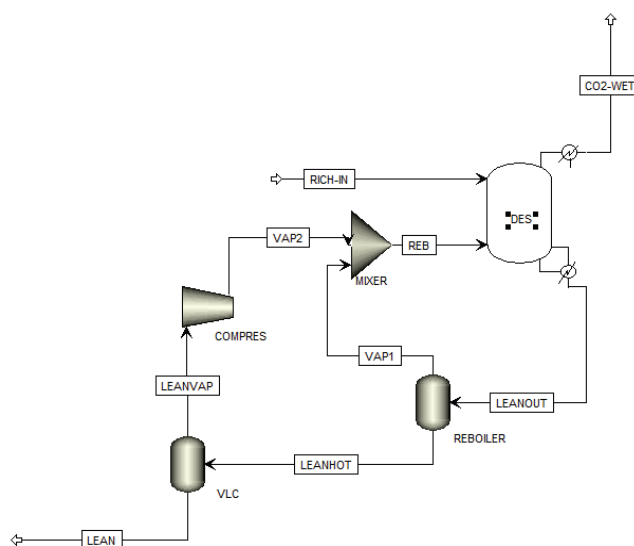 CO2-WET
RICH-IN
DES
VAP2
REB
MIXER
COMPRES
VAP1
LEANVAP
LEANOUT
REBOILER
LEANHOT
VLC
LEAN